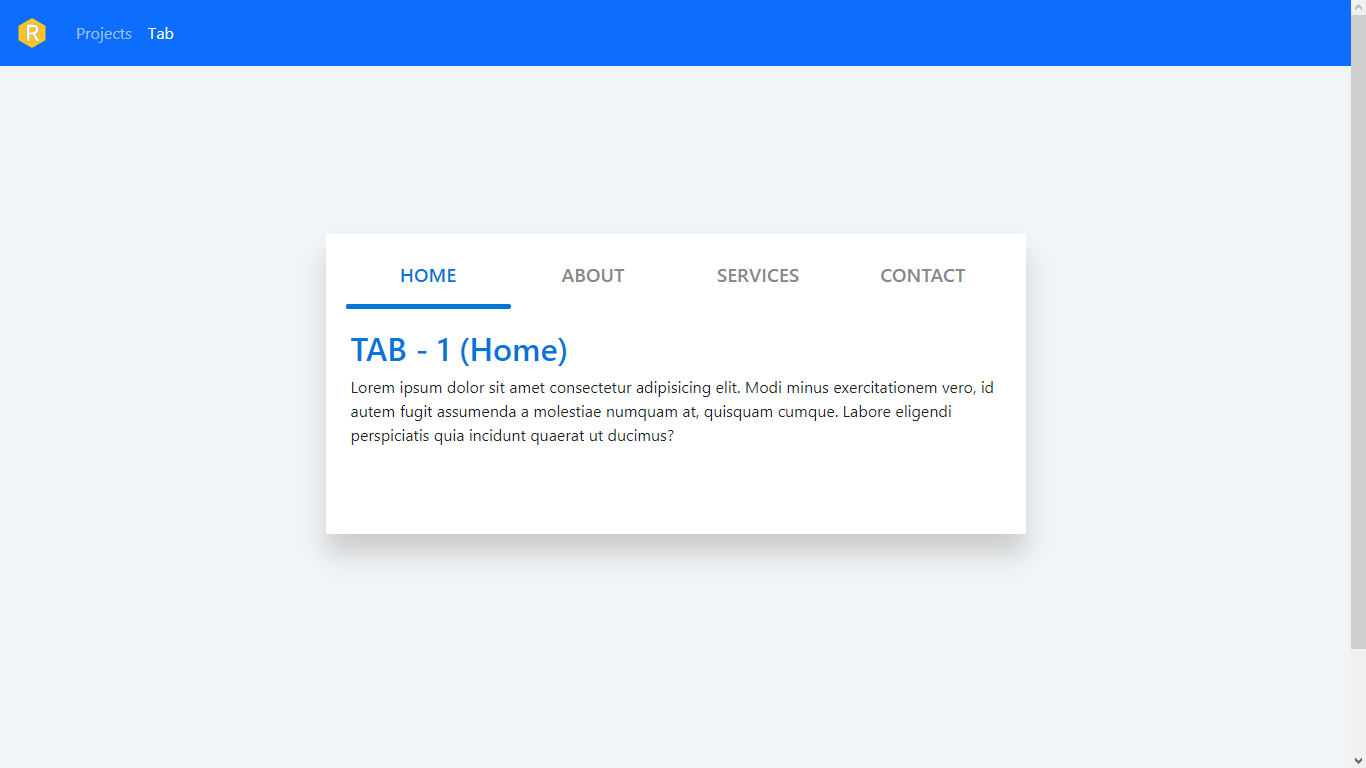 R Projects Tab
HOME ABOUT SERVICES CONTACT
TAB - 1 (Home)
Lorem ipsum dolor sit amet consectetur adipisicing elit. Modi minus exercitationem vero, id
autem fugit assumenda a molestiae numquam at, quisquam cumque. Labore eligendi
perspiciatis quia incidunt quaerat ut ducimus?